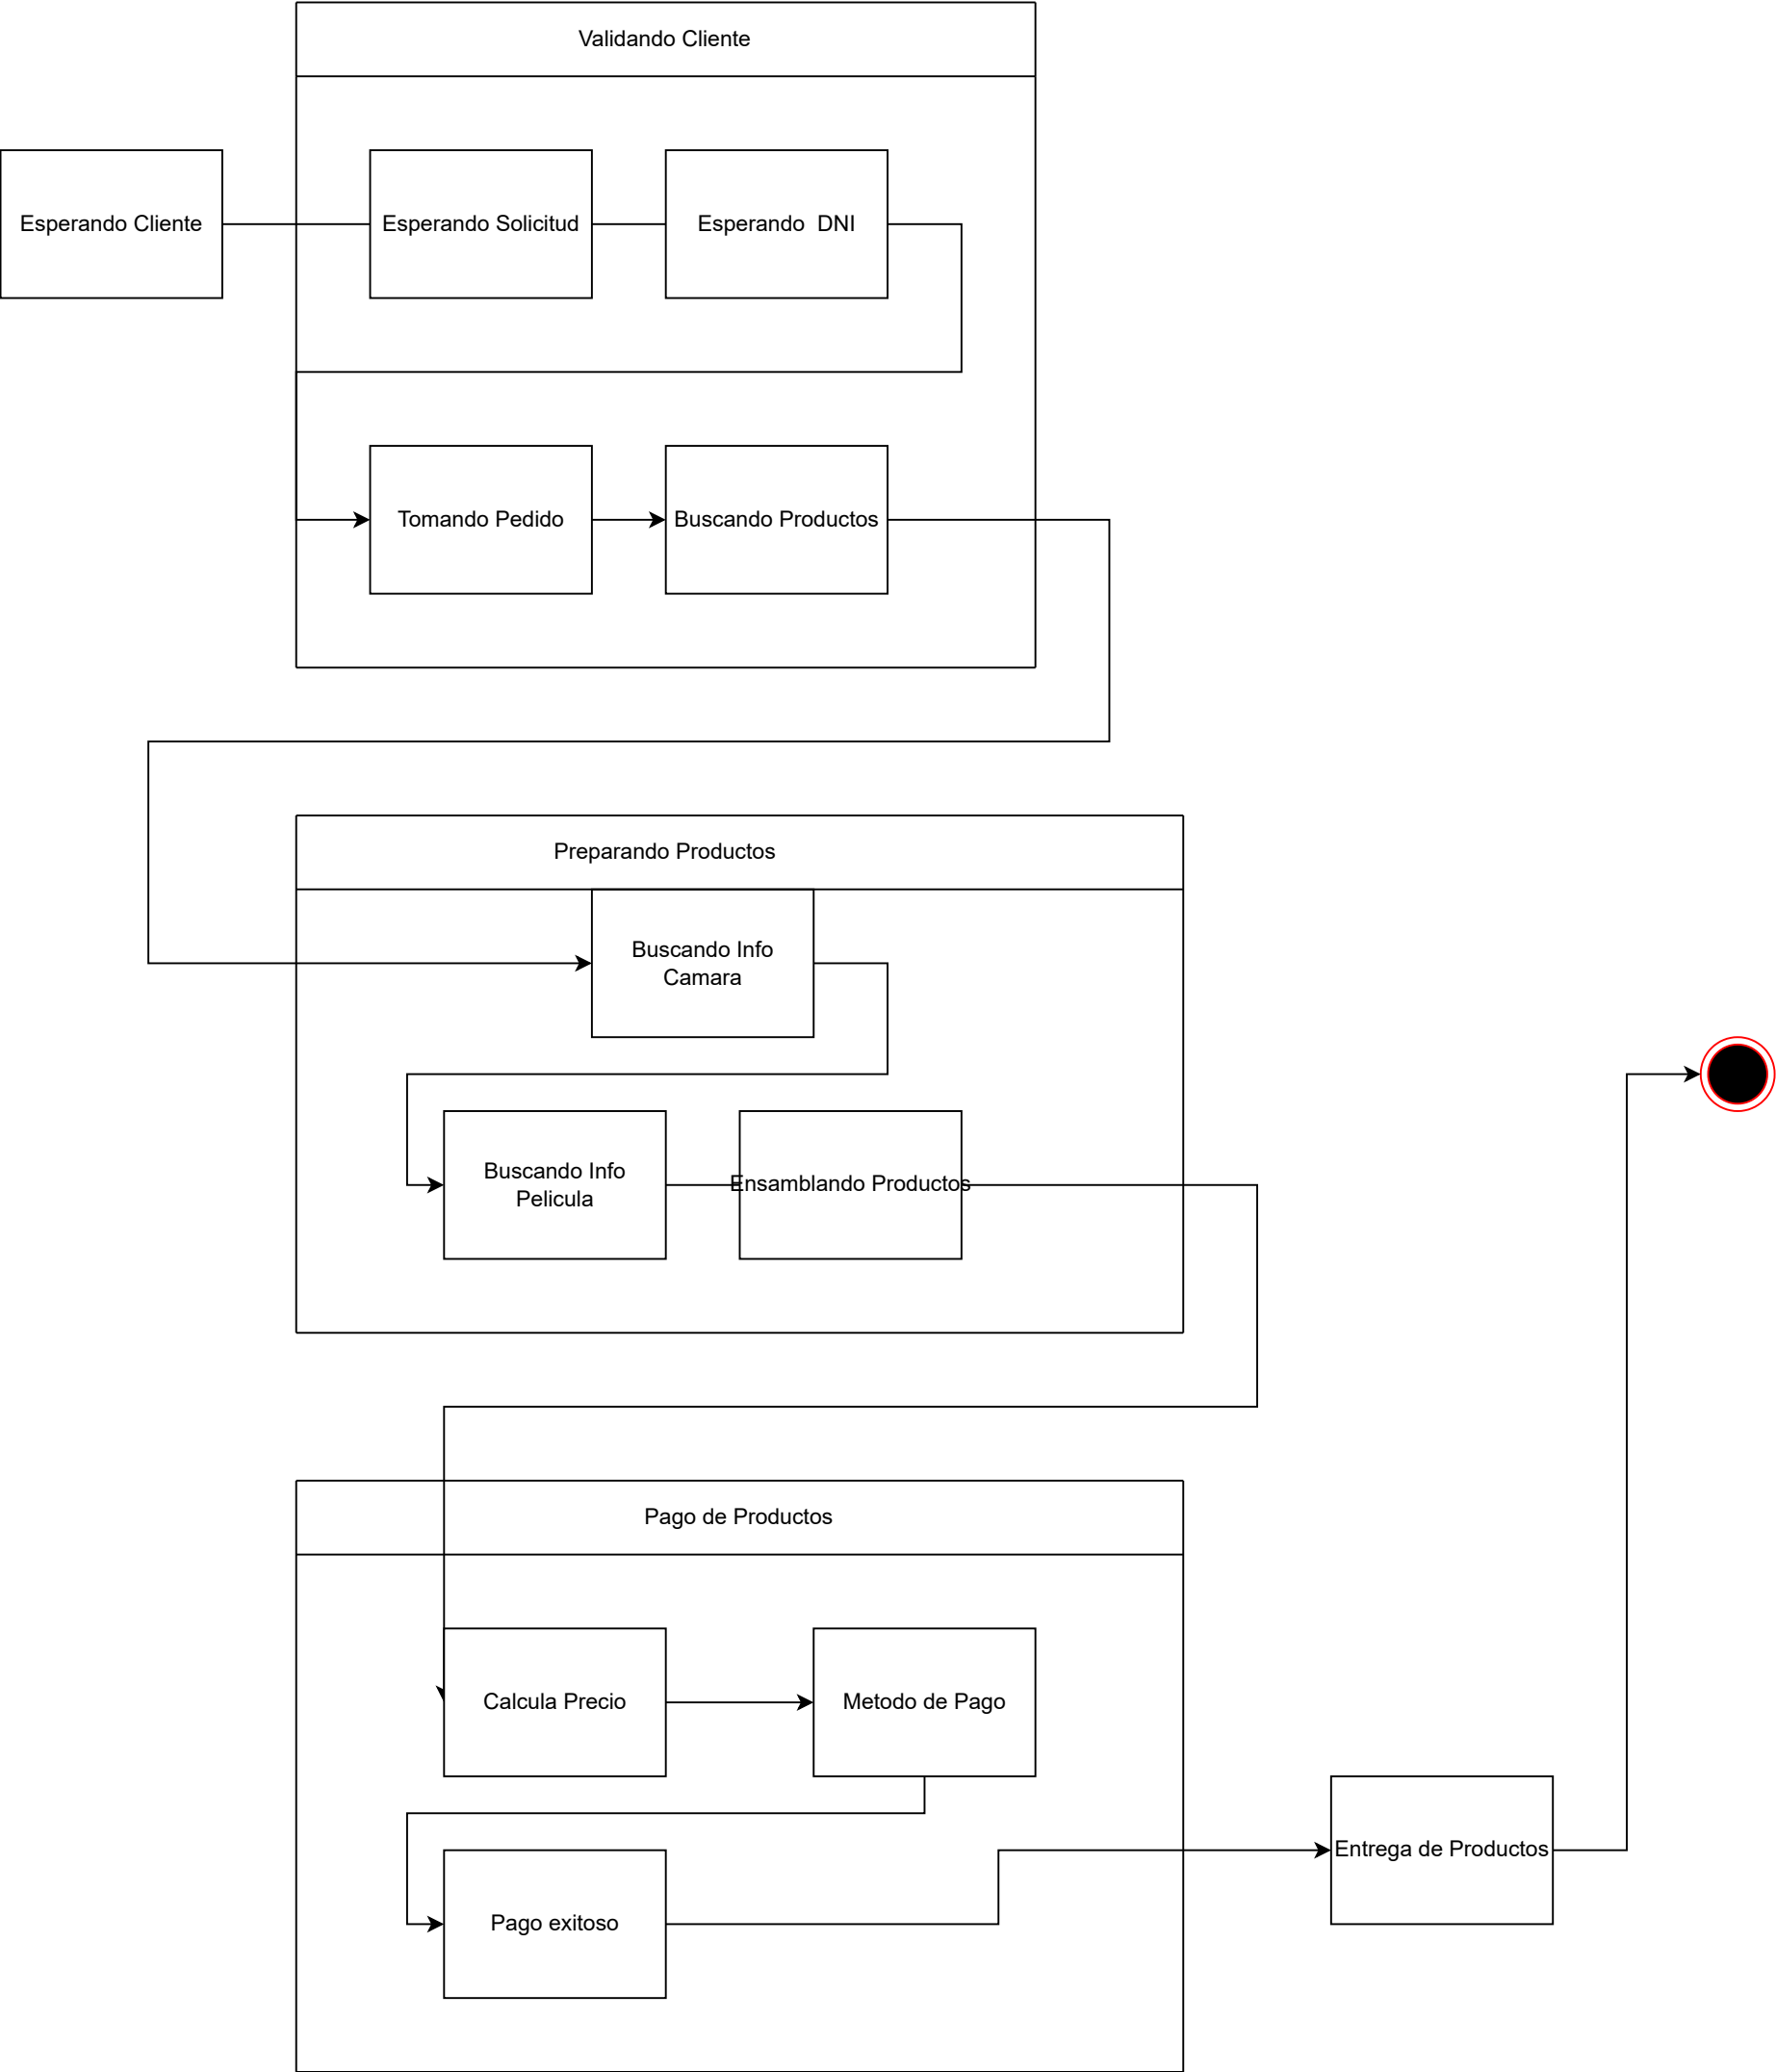 Validando Cliente
Esperando Cliente
Esperando Solicitud
Esperando  DNI
Tomando Pedido
Buscando Productos
Preparando Productos
Buscando Info
Camara
Buscando Info
Pelicula
Ensamblando Productos
Pago de Productos
Calcula Precio
Metodo de Pago
Entrega de Productos
Pago exitoso